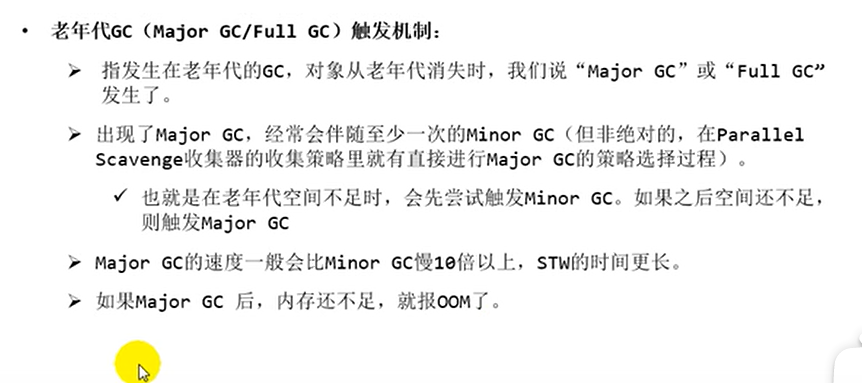 • 老年代GC（Major GC/Full GC）触发机制：
➢ 指发生在老年代的GC，对象从老年代消失时，我们说“Major GC”或“Full GC”
发生了。
➢ 出现了Major GC，经常会伴随至少一次的Minor GC（但非绝对的，在Parallel
Scavenge收集器的收集策略里就有直接进行Major GC的策略选择过程）。
✓ 也就是在老年代空间不足时，会先尝试触发Minor GC。如果之后空间还不足，
则触发Major GC
➢ Major GC的速度一般会比Minor GC慢10倍以上，STW的时间更长。
➢ 如果Major GC 后，内存还不足，就报OOM了。